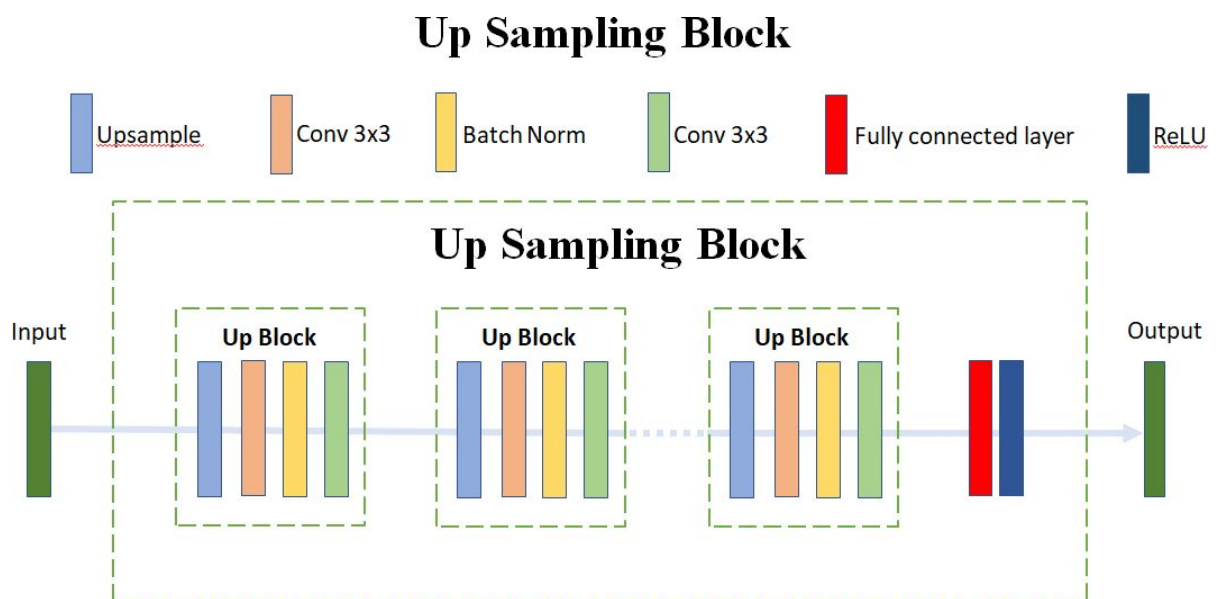 Up Sampling Block
Upsample Conv 3x3 Batch Norm Conv 3x3 Fully connected layer ReLU
Up Sampling Block
Input Up Block Up Block Up Block Output